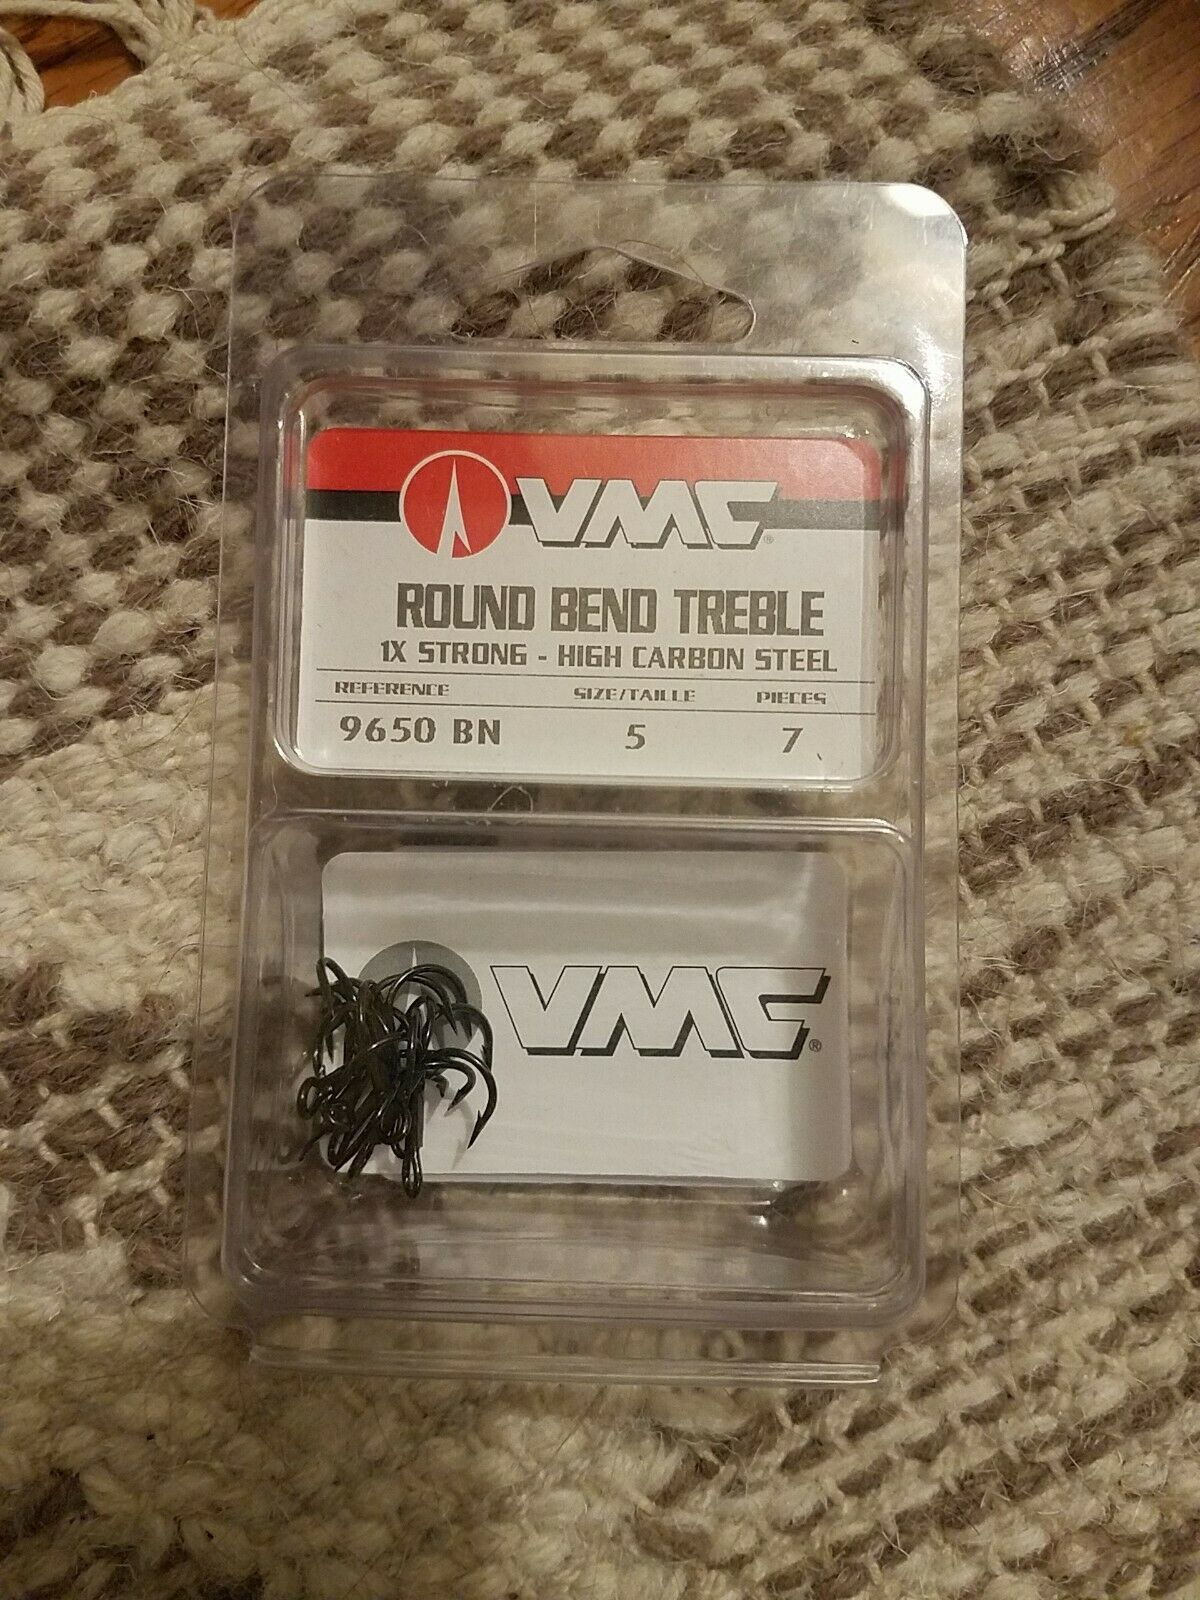 VMC®
ROUND BEND TREBLE
1X STRONG - HIGH CARBON STEEL
REFERENCE SIZE/TAILLE PIECES
9650 BN 5 7
VMC®